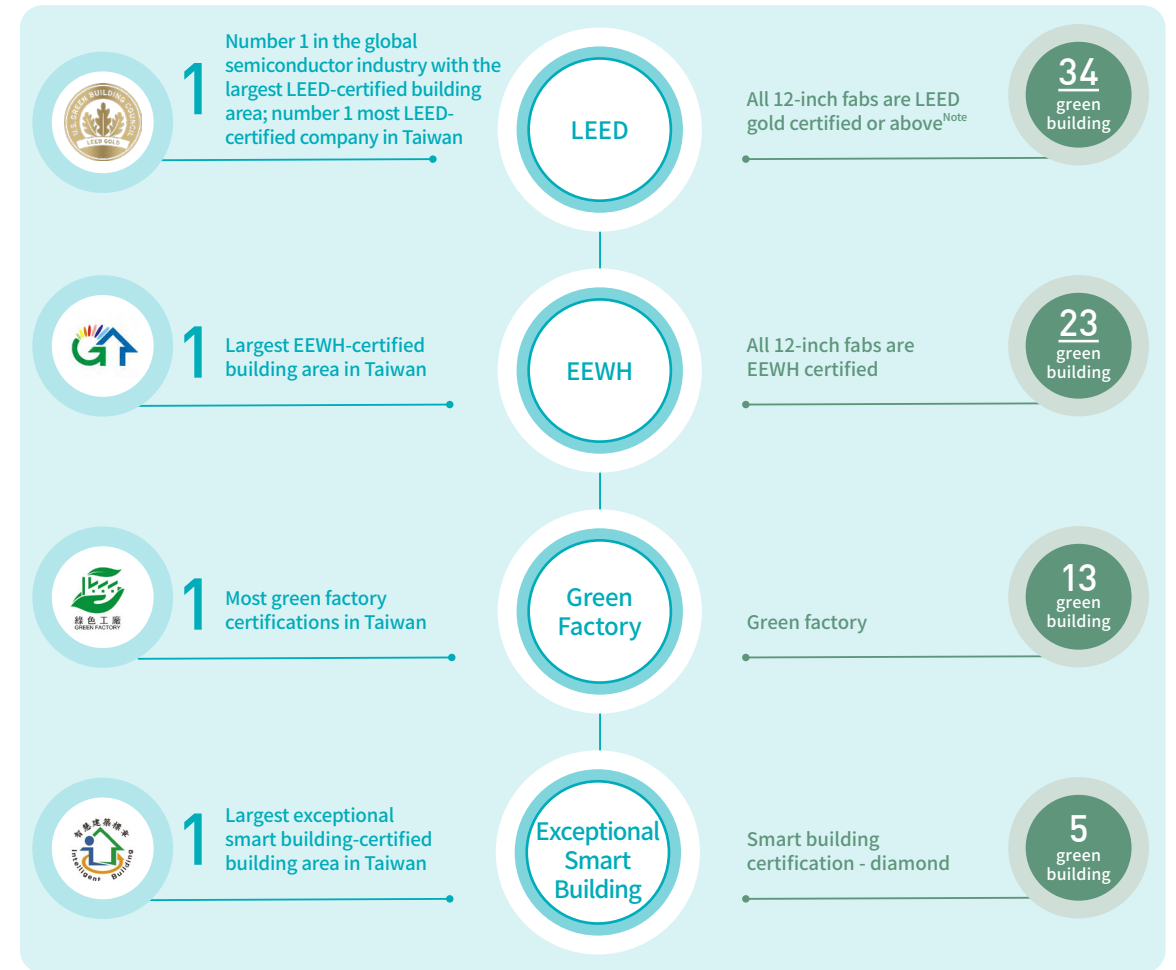 U.S. GREEN BUILDING COUNCIL
LEED GOLD
1
Number 1 in the global
semiconductor industry with the
largest LEED-certified building
area; number 1 most LEED-
certified company in Taiwan
LEED
All 12-inch fabs are LEED
gold certified or aboveNote
34
green
building
1
Largest EEWH-certified
building area in Taiwan
EEWH
All 12-inch fabs are
EEWH certified
23
green
building
綠色工廠
GREEN FACTORY
1
Most green factory
certifications in Taiwan
Green
Factory
Green factory
13
green
building
智慧建築標章
Intelligent Building
1
Largest exceptional
smart building-certified
building area in Taiwan
Exceptional
Smart
Building
Smart building
certification - diamond
5
green
building